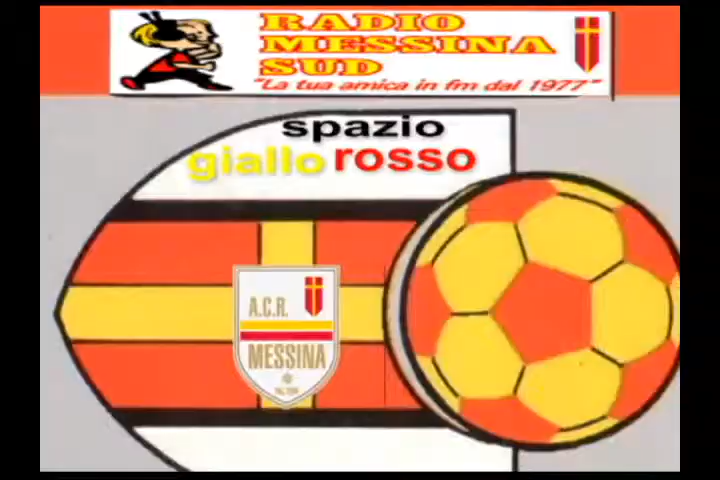 RADIO
MESSINA
SUD
"La tua amica in fm dal 1977"
spazio
giallo rosso
A.C.R.
MESSINA